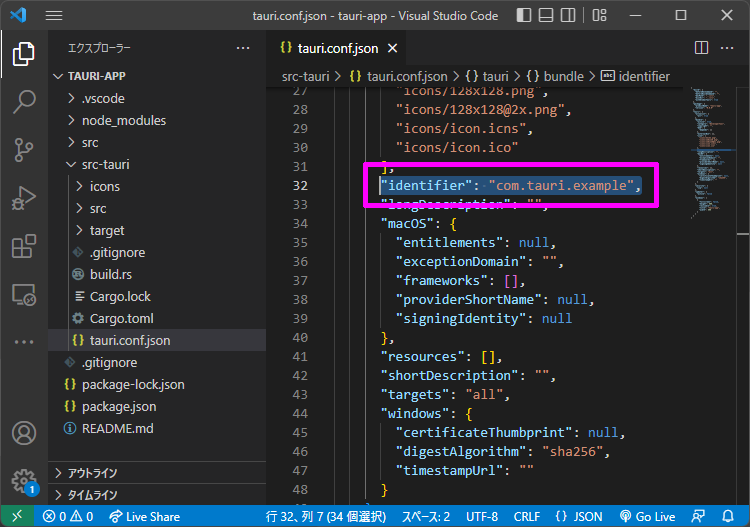 tauri.conf.json - tauri-app - Visual Studio Code
エクスプローラー
TAURI-APP
.vscode
node_modules
src
src-tauri
icons
src
target
.gitignore
build.rs
Cargo.lock
Cargo.toml
{} tauri.conf.json
.gitignore
{} package-lock.json
{} package.json
README.md
アウトライン
タイムライン
1
{} tauri.conf.json
src-tauri > {} tauri.conf.json > {} tauri > {} bundle > abc identifier
27 "icons/128x128.png",
28 "icons/128x128@2x.png",
29 "icons/icon.icns",
30 "icons/icon.ico"
31 ],
32 "identifier": "com.tauri.example",
33 "longDescription": "",
34 "macOS": {
35 "entitlements": null,
36 "exceptionDomain": "",
37 "frameworks": [],
38 "providerShortName": null,
39 "signingIdentity": null
40 },
41 "resources": [],
42 "shortDescription": "",
43 "targets": "all",
44 "windows": {
45 "certificateThumbprint": null,
46 "digestAlgorithm": "sha256",
47 "timestampUrl": ""
48 }
0 0 Live Share 行 32、列 7 (34 個選択) スペース: 2 UTF-8 CRLF {} JSON Go Live